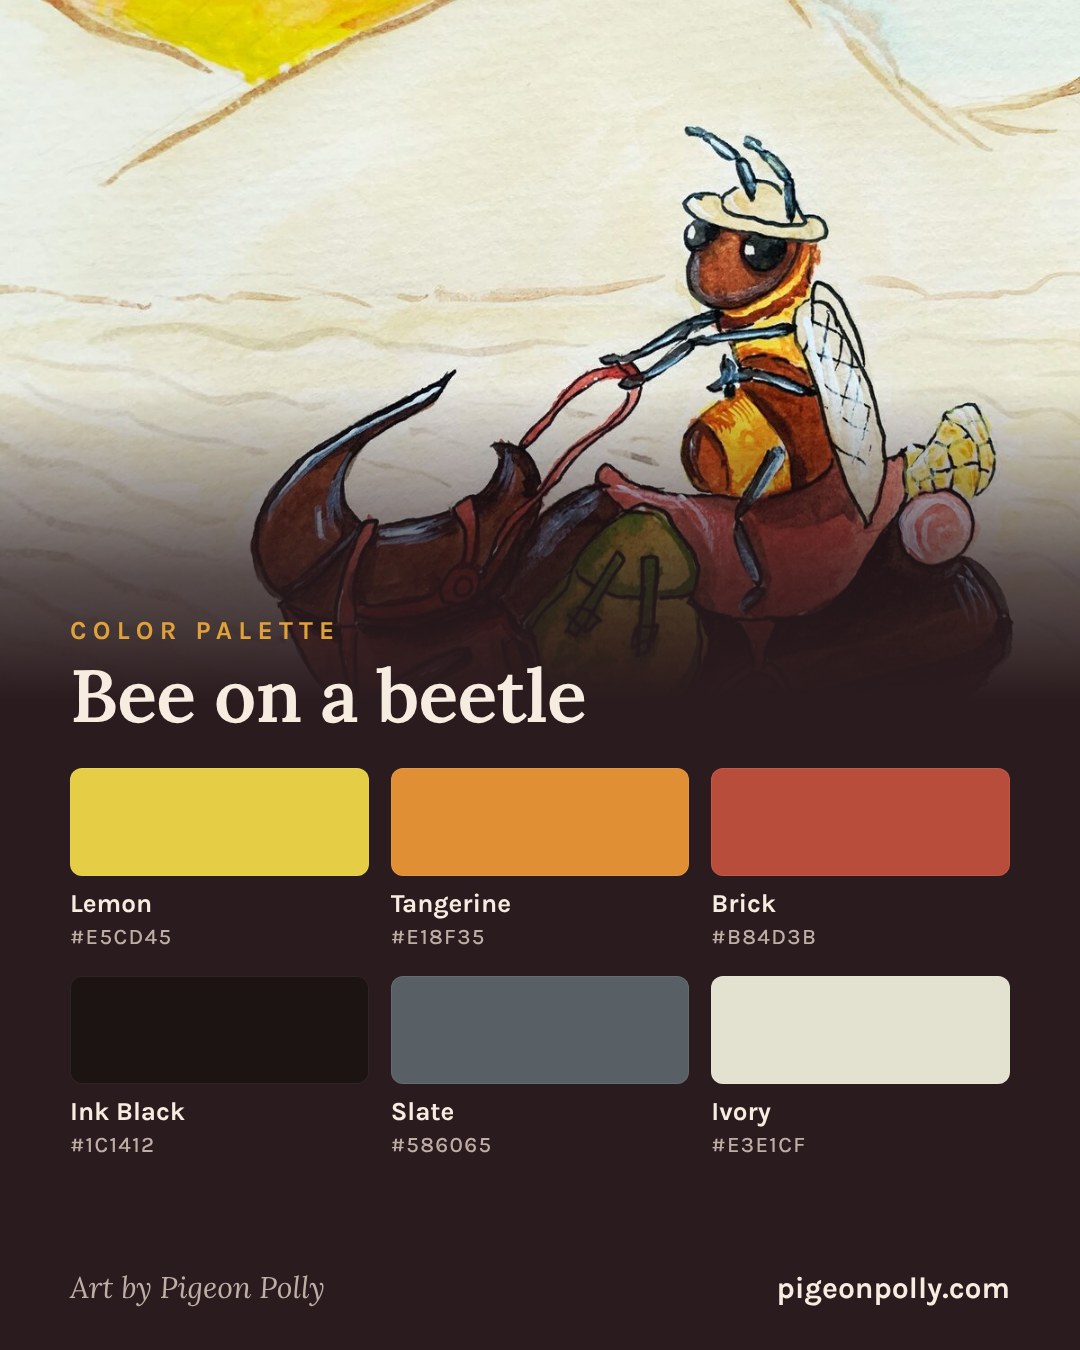 COLOR PALETTE
Bee on a beetle
Lemon
#E5CD45
Tangerine
#E18F35
Brick
#B84D3B
Ink Black
#1C1412
Slate
#586065
Ivory
#E3E1CF
Art by Pigeon Polly
pigeonpolly.com